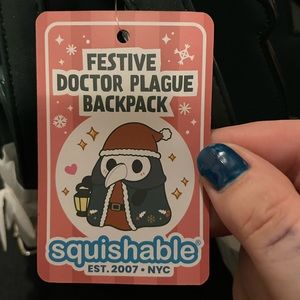 FESTIVE
DOCTOR PLAGUE
BACKPACK
squishable®
EST. 2007 • NYC